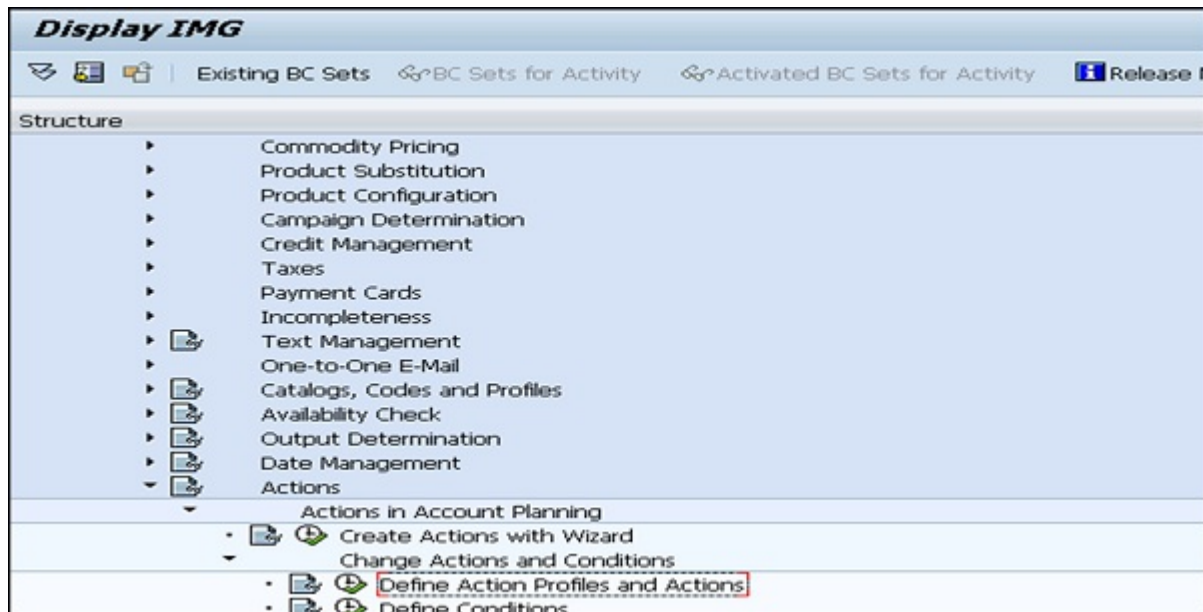 Display IMG
Existing BC Sets BC Sets for Activity Activated BC Sets for Activity Release
Structure
Commodity Pricing
Product Substitution
Product Configuration
Campaign Determination
Credit Management
Taxes
Payment Cards
Incompleteness
Text Management
One-to-One E-Mail
Catalogs, Codes and Profiles
Availability Check
Output Determination
Date Management
Actions
Actions in Account Planning
Create Actions with Wizard
Change Actions and Conditions
Define Action Profiles and Actions
Define Conditions